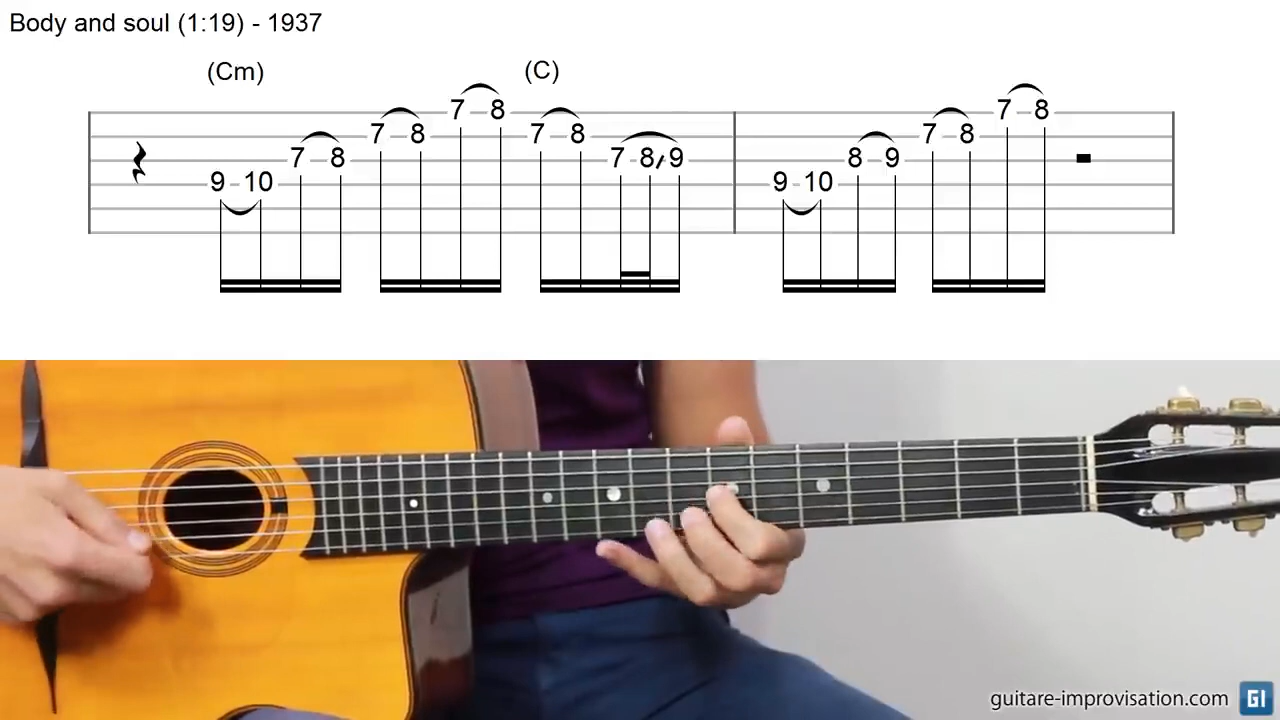 Body and soul (1:19) - 1937
(Cm) (C)
7 8 7 8
7 8 7 8 7 8
7 8 7 8 9 8 9
9 10 9 10
guitare-improvisation.com GI